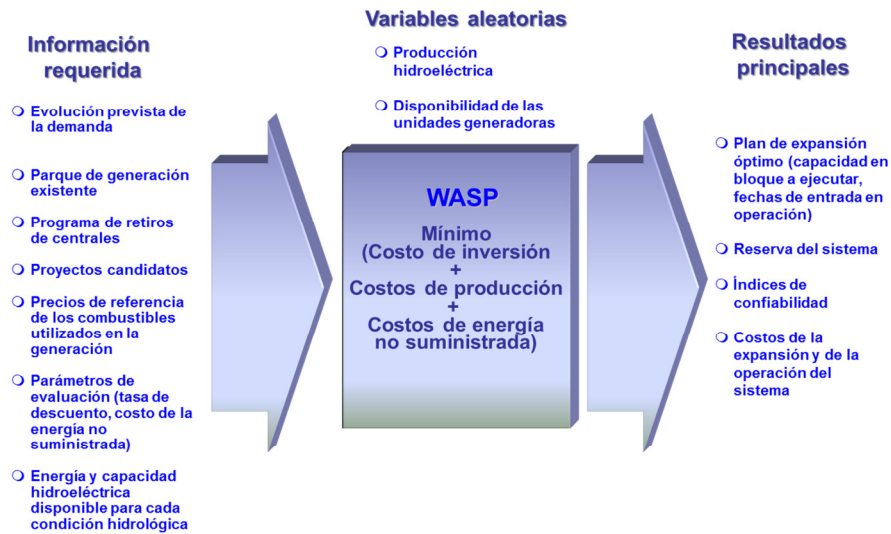 Información
requerida
Evolución prevista de
la demanda
Parque de generación
existente
Programa de retiros
de centrales
Proyectos candidatos
Precios de referencia
de los combustibles
utilizados en la
generación
Parámetros de
evaluación (tasa de
descuento, costo de la
energía no
suministrada)
Energía y capacidad
hidroeléctrica
disponible para cada
condición hidrológica
Variables aleatorias
Producción
hidroeléctrica
Disponibilidad de las
unidades generadoras
WASP
Mínimo
(Costo de inversión
+
Costos de producción
+
Costos de energía
no suministrada)
Resultados
principales
Plan de expansión
óptimo (capacidad en
bloque a ejecutar,
fechas de entrada en
operación)
Reserva del sistema
Índices de
confiabilidad
Costos de la
expansión y de la
operación del
sistema